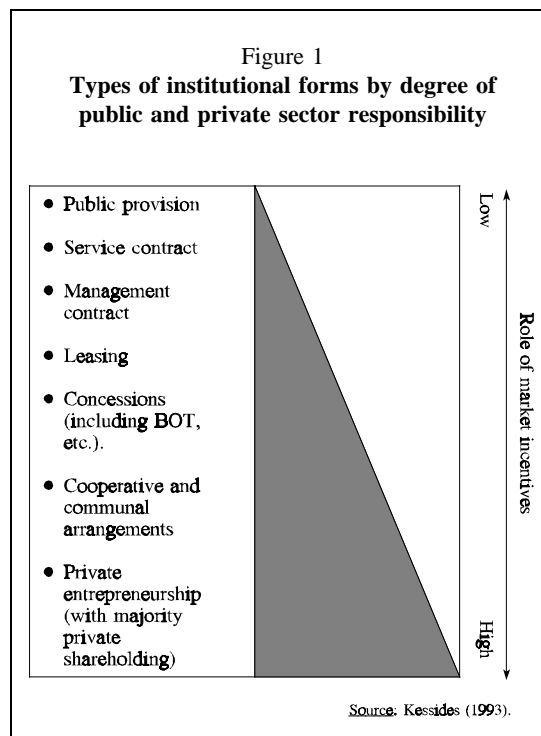 Figure 1
Types of institutional forms by degree of
public and private sector responsibility
● Public provision
● Service contract
● Management
contract
● Leasing
● Concessions
(including BOT,
etc.).
● Cooperative and
communal
arrangements
● Private
entrepreneurship
(with majority
private
shareholding)
Low
High
Role of market incentives
Source: Kessides (1993).